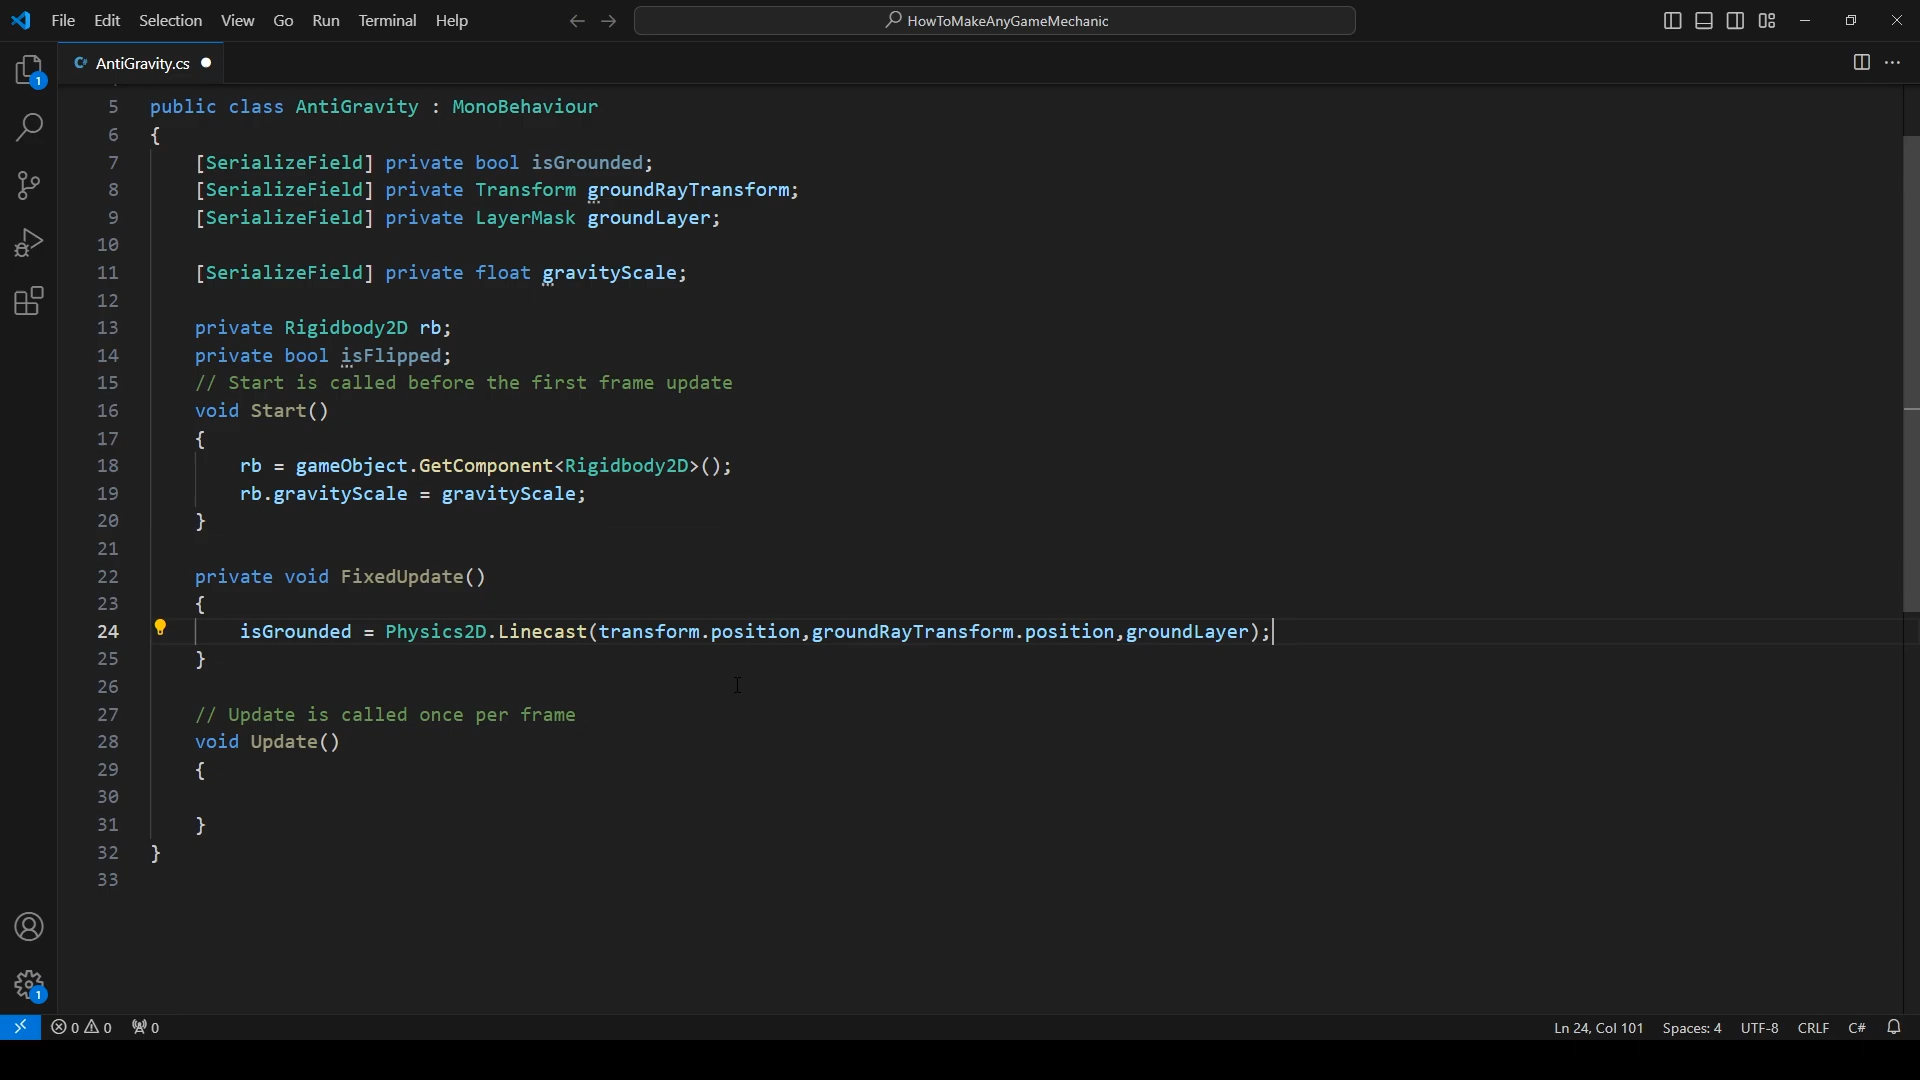 File Edit Selection View Go Run Terminal Help HowToMakeAnyGameMechanic
C# AntiGravity.cs
1
5 public class AntiGravity : MonoBehaviour
6 {
7 [SerializeField] private bool isGrounded;
8 [SerializeField] private Transform groundRayTransform;
9 [SerializeField] private LayerMask groundLayer;
10
11 [SerializeField] private float gravityScale;
12
13 private Rigidbody2D rb;
14 private bool isFlipped;
15 // Start is called before the first frame update
16 void Start()
17 {
18 rb = gameObject.GetComponent<Rigidbody2D>();
19 rb.gravityScale = gravityScale;
20 }
21
22 private void FixedUpdate()
23 {
24 isGrounded = Physics2D.Linecast(transform.position,groundRayTransform.position,groundLayer);
25 }
26
27 // Update is called once per frame
28 void Update()
29 {
30
31 }
32 }
33
1
0 0 0 Ln 24, Col 101 Spaces: 4 UTF-8 CRLF C#